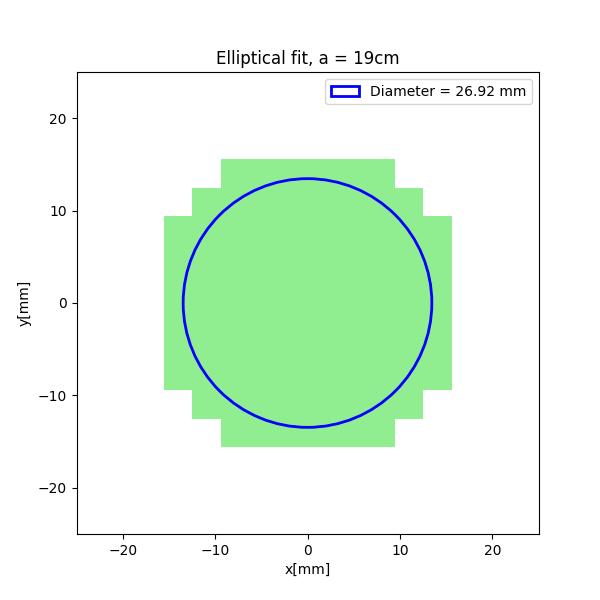 Elliptical fit, a = 19cm
Diameter = 26.92 mm
20
10
0
−10
−20
y[mm]
−20 −10 0 10 20
x[mm]